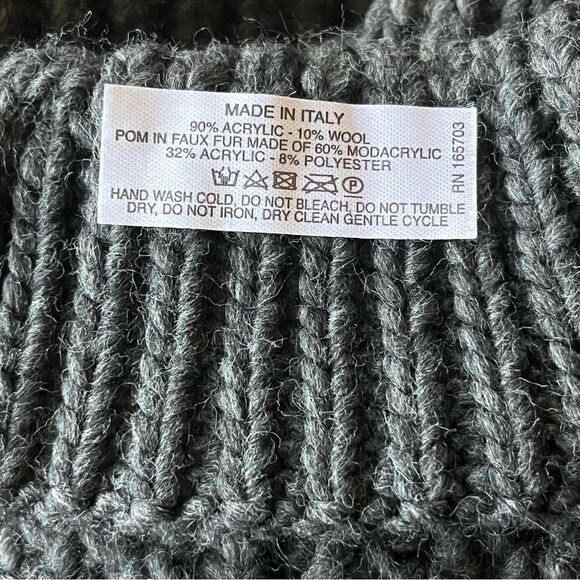 MADE IN ITALY
90% ACRYLIC - 10% WOOL
POM IN FAUX FUR MADE OF 60% MODACRYLIC
32% ACRYLIC - 8% POLYESTER
HAND WASH COLD, DO NOT BLEACH, DO NOT TUMBLE
DRY, DO NOT IRON, DRY CLEAN GENTLE CYCLE
RN 165703